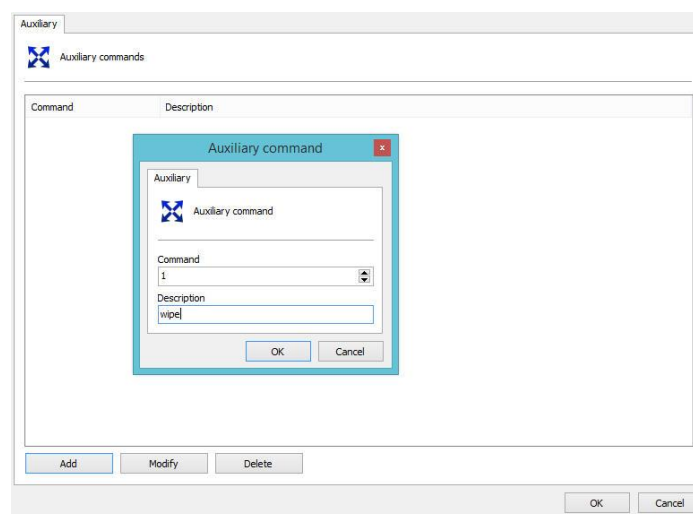 Auxiliary
Auxiliary commands
Command Description
Auxiliary command x
Auxiliary
Auxiliary command
Command
1
Description
wipe
OK Cancel
Add Modify Delete
OK Cancel